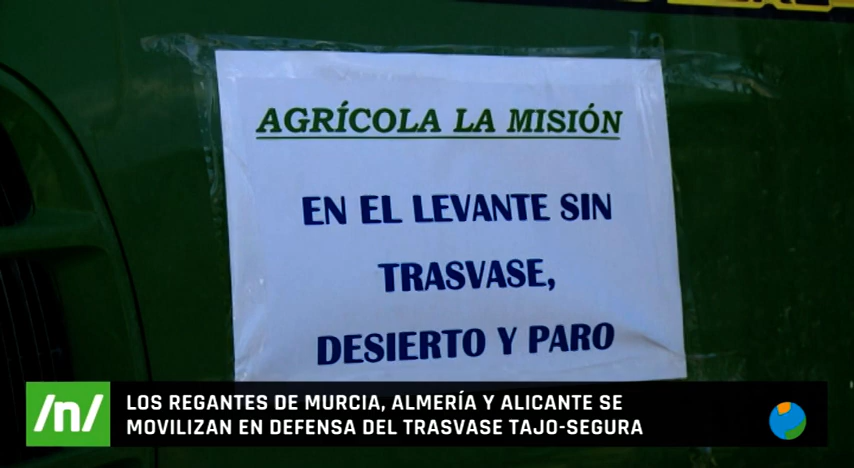 AGRÍCOLA LA MISIÓN
EN EL LEVANTE SIN
TRASVASE,
DESIERTO Y PARO
/n/ LOS REGANTES DE MURCIA, ALMERÍA Y ALICANTE SE
MOVILIZAN EN DEFENSA DEL TRASVASE TAJO-SEGURA